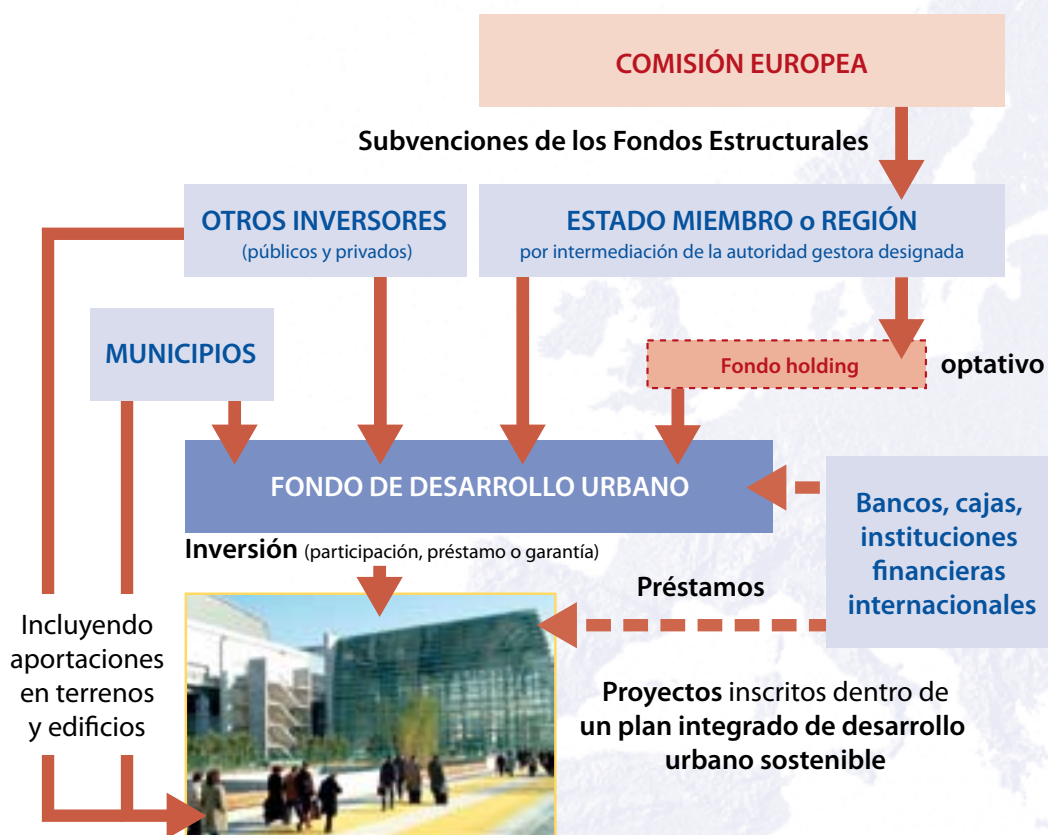 COMISIÓN EUROPEA
Subvenciones de los Fondos Estructurales
OTROS INVERSORES
(públicos y privados)
ESTADO MIEMBRO o REGIÓN
por intermediación de la autoridad gestora designada
MUNICIPIOS
Fondo holding
optativo
FONDO DE DESARROLLO URBANO
Bancos, cajas,
instituciones
financieras
internacionales
Inversión (participación, préstamo o garantía)
Préstamos
Incluyendo
aportaciones
en terrenos
y edificios
Proyectos inscritos dentro de
un plan integrado de desarrollo
urbano sostenible